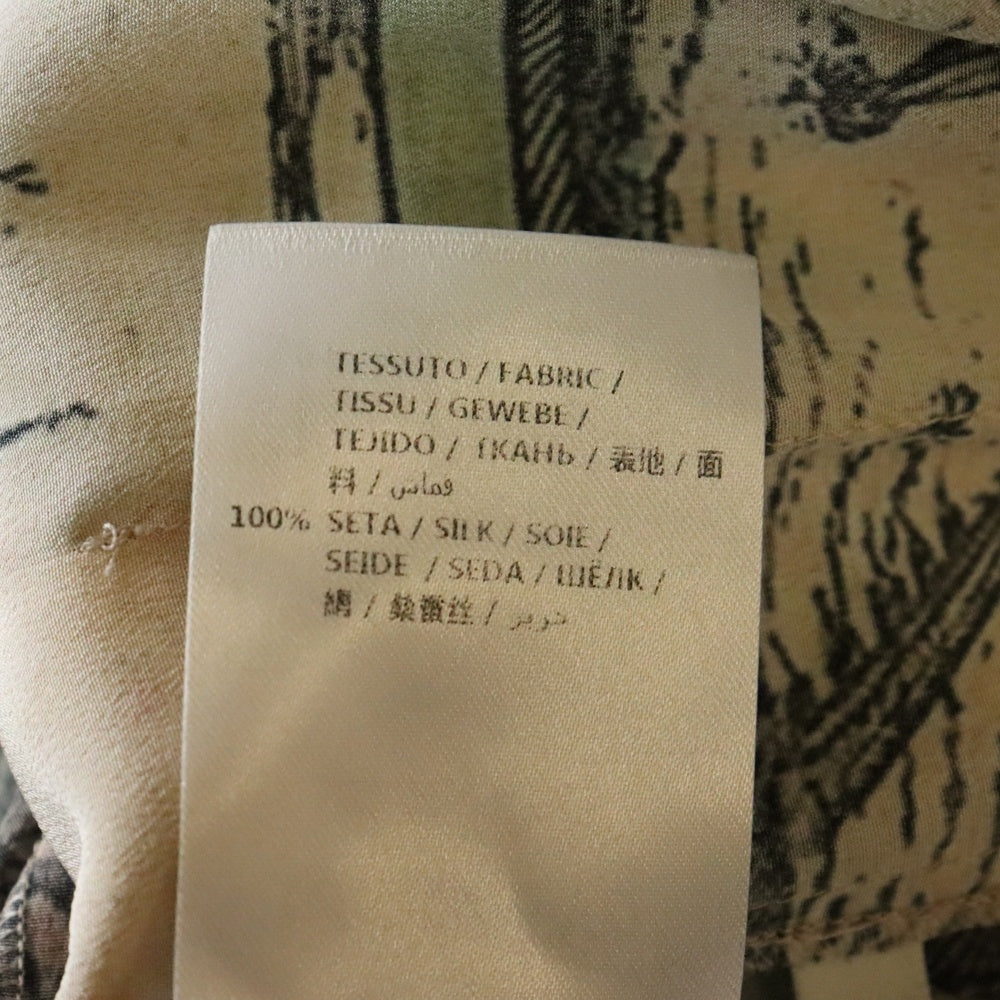 TESSUTO / FABRIC /
TISSU / GEWEBE /
TEJIDO / ТКАНЬ / 表地 / 面
料 / قماش
100% SETA / SILK / SOIE /
SEIDE / SEDA / ШЁЛК /
絹 / 桑蚕丝 / حرير